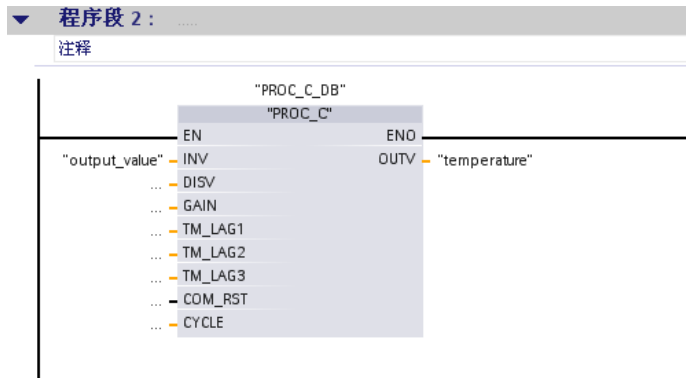 程序段 2： .....
注释
"PROC_C_DB"
"PROC_C"
EN ENO
"output_value" INV OUTV "temperature"
... DISV
... GAIN
... TM_LAG1
... TM_LAG2
... TM_LAG3
... COM_RST
... CYCLE